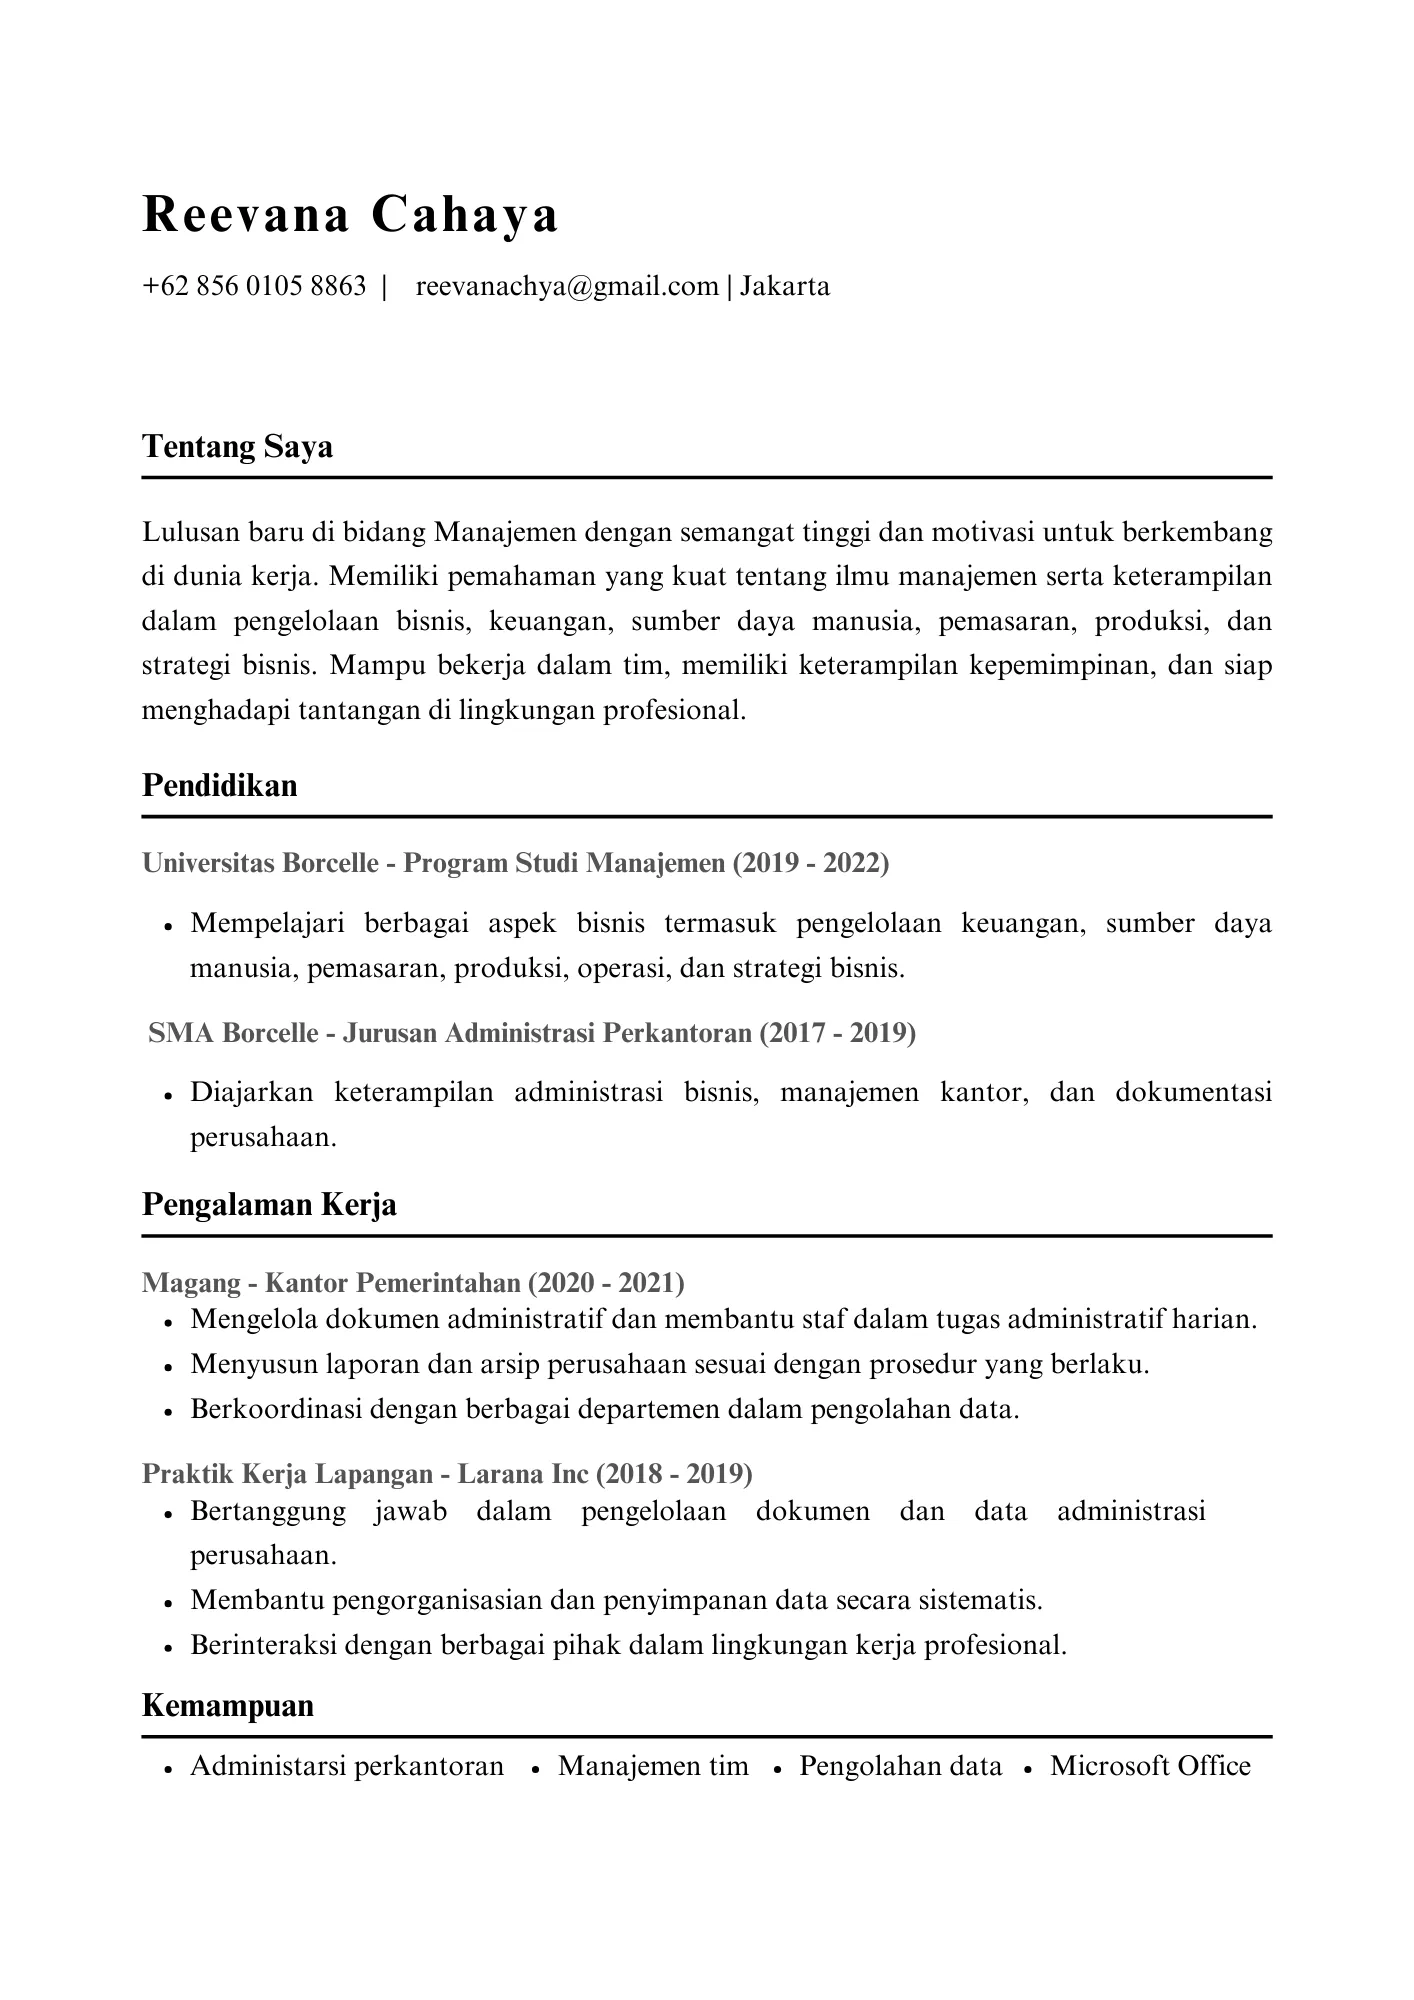 Reevana Cahaya
+62 856 0105 8863 | reevanachya@gmail.com | Jakarta
Tentang Saya
Lulusan baru di bidang Manajemen dengan semangat tinggi dan motivasi untuk berkembang
di dunia kerja. Memiliki pemahaman yang kuat tentang ilmu manajemen serta keterampilan
dalam pengelolaan bisnis, keuangan, sumber daya manusia, pemasaran, produksi, dan
strategi bisnis. Mampu bekerja dalam tim, memiliki keterampilan kepemimpinan, dan siap
menghadapi tantangan di lingkungan profesional.
Pendidikan
Universitas Borcelle - Program Studi Manajemen (2019 - 2022)
• Mempelajari berbagai aspek bisnis termasuk pengelolaan keuangan, sumber daya
manusia, pemasaran, produksi, operasi, dan strategi bisnis.
SMA Borcelle - Jurusan Administrasi Perkantoran (2017 - 2019)
• Diajarkan keterampilan administrasi bisnis, manajemen kantor, dan dokumentasi
perusahaan.
Pengalaman Kerja
Magang - Kantor Pemerintahan (2020 - 2021)
• Mengelola dokumen administratif dan membantu staf dalam tugas administratif harian.
• Menyusun laporan dan arsip perusahaan sesuai dengan prosedur yang berlaku.
• Berkoordinasi dengan berbagai departemen dalam pengolahan data.
Praktik Kerja Lapangan - Larana Inc (2018 - 2019)
• Bertanggung jawab dalam pengelolaan dokumen dan data administrasi
perusahaan.
• Membantu pengorganisasian dan penyimpanan data secara sistematis.
• Berinteraksi dengan berbagai pihak dalam lingkungan kerja profesional.
Kemampuan
• Administarsi perkantoran • Manajemen tim • Pengolahan data • Microsoft Office